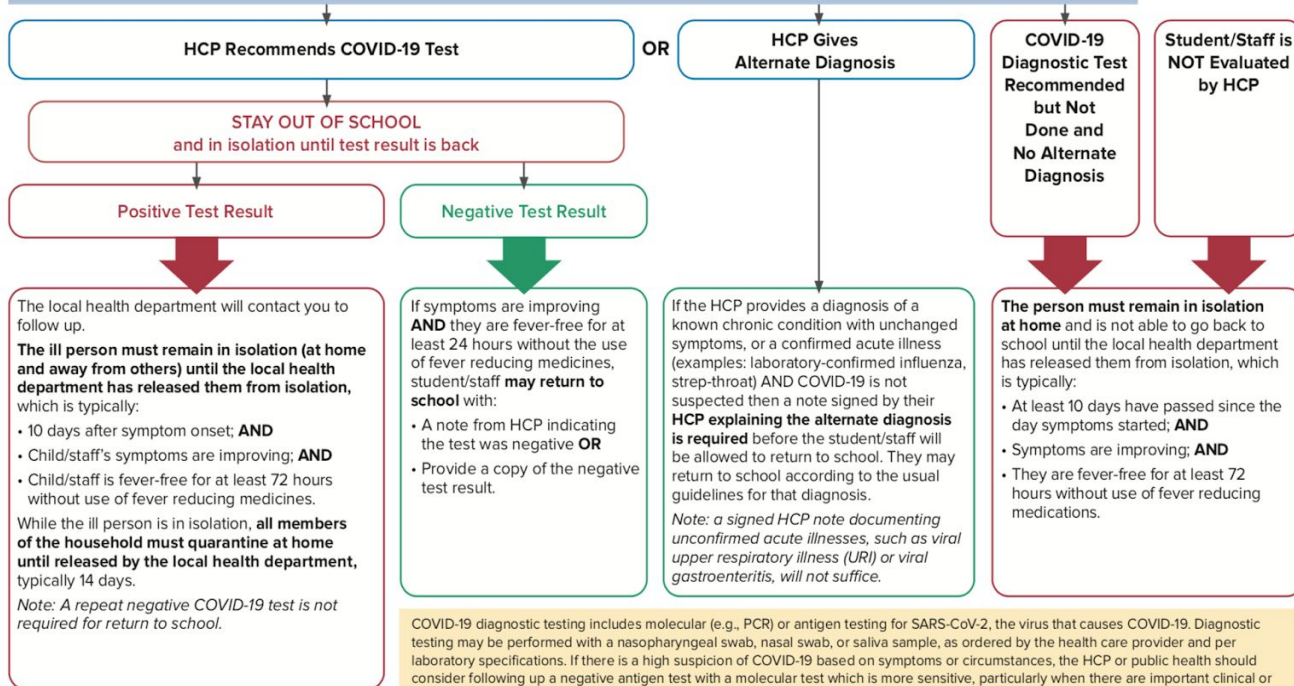 HCP Recommends COVID-19 Test
OR
HCP Gives
Alternate Diagnosis
COVID-19
Diagnostic Test
Recommended
but Not
Done and
No Alternate
Diagnosis
Student/Staff is
NOT Evaluated
by HCP
STAY OUT OF SCHOOL
and in isolation until test result is back
Positive Test Result
Negative Test Result
The local health department will contact you to
follow up.
The ill person must remain in isolation (at home
and away from others) until the local health
department has released them from isolation,
which is typically:
• 10 days after symptom onset; AND
• Child/staff's symptoms are improving; AND
• Child/staff is fever-free for at least 72 hours
without use of fever reducing medicines.
While the ill person is in isolation, all members
of the household must quarantine at home
until released by the local health department,
typically 14 days.
Note: A repeat negative COVID-19 test is not
required for return to school.
If symptoms are improving
AND they are fever-free for at
least 24 hours without the use
of fever reducing medicines,
student/staff may return to
school with:
• A note from HCP indicating
the test was negative OR
• Provide a copy of the negative
test result.
If the HCP provides a diagnosis of a
known chronic condition with unchanged
symptoms, or a confirmed acute illness
(examples: laboratory-confirmed influenza,
strep-throat) AND COVID-19 is not
suspected then a note signed by their
HCP explaining the alternate diagnosis
is required before the student/staff will
be allowed to return to school. They may
return to school according to the usual
guidelines for that diagnosis.
Note: a signed HCP note documenting
unconfirmed acute illnesses, such as viral
upper respiratory illness (URI) or viral
gastroenteritis, will not suffice.
The person must remain in isolation
at home and is not able to go back to
school until the local health department
has released them from isolation, which
is typically:
• At least 10 days have passed since the
day symptoms started; AND
• Symptoms are improving; AND
• They are fever-free for at least 72
hours without use of fever reducing
medications.
COVID-19 diagnostic testing includes molecular (e.g., PCR) or antigen testing for SARS-CoV-2, the virus that causes COVID-19. Diagnostic
testing may be performed with a nasopharyngeal swab, nasal swab, or saliva sample, as ordered by the health care provider and per
laboratory specifications. If there is a high suspicion of COVID-19 based on symptoms or circumstances, the HCP or public health should
consider following up a negative antigen test with a molecular test which is more sensitive, particularly when there are important clinical or